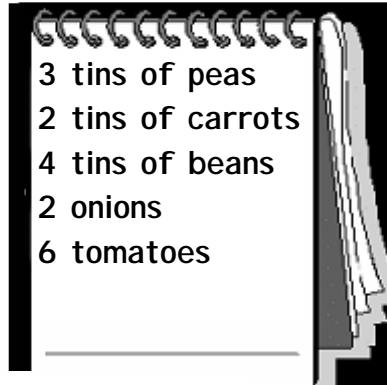 3 tins of peas
2 tins of carrots
4 tins of beans
2 onions
6 tomatoes